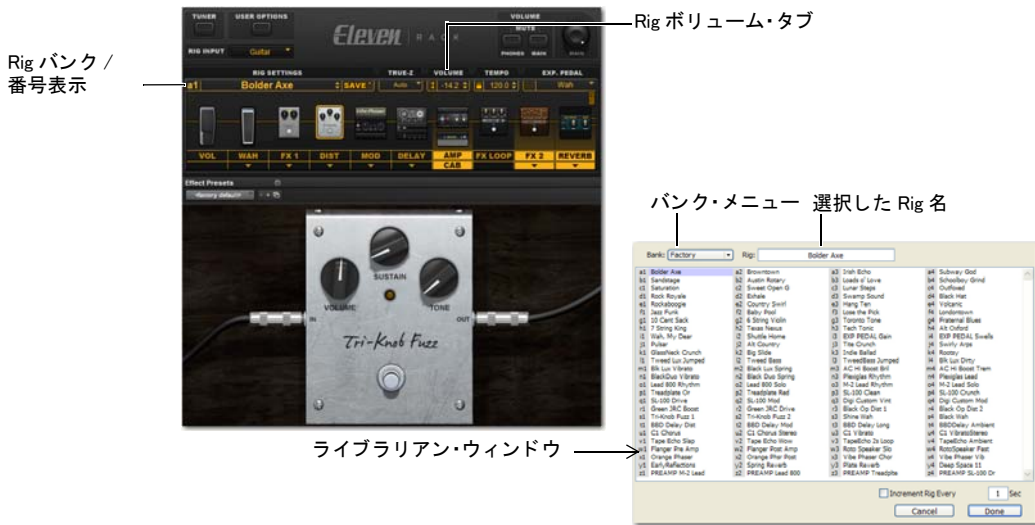 Rig ボリューム・タブ
Rig バンク /
番号表示
TUNER USER OPTIONS VOLUME
MUTE
Eleven RACK
PHONES MAIN
RIG INPUT Guitar
RIG SETTINGS TRUE-Z VOLUME TEMPO EXP. PEDAL
a1 Bolder Axe SAVE Auto -14.2 120.0 Wah
VOL WAH FX 1 DIST MOD DELAY AMP FX LOOP FX 2 REVERB
CAB
Effect Presets
<factory default>
SUSTAIN
VOLUME TONE
IN OUT
Tri-Knob Fuzz
バンク・メニュー 選択した Rig 名
Bank: Factory Rig: Bolder Axe
a1 Bolder Axe a2 Browntown a3 Irish Echo a4 Subway God
b1 Sandstage b2 Austin Rotary b3 Loads o' Love b4 Schoolboy Grind
c1 Saturation c2 Sweet Open G c3 Lunar Steps c4 Outfoxed
d1 Rock Royale d2 Exhale d3 Swamp Sound d4 Black Hat
e1 Rockaboogie e2 Country Swirl e3 Hang Ten e4 Volcanic
f1 Jazz Funk f2 Baby Pool f3 Lose the Pick f4 Londontown
g1 10 Cent Sack g2 6 String Violin g3 Toronto Tone g4 Fraternal Blues
h1 7 String King h2 Texas Nexus h3 Tech Tonic h4 Alt Oxford
i1 Wah, My Dear i2 Shuttle Home i3 EXP PEDAL Gain i4 EXP PEDAL Swells
j1 Pulsar j2 Alt Country j3 Tite Crunch j4 Swirly Arps
k1 GlassNeck Crunch k2 Big Slide k3 Indie Ballad k4 Rootsy
l1 Tweed Lux Jumped l2 Tweed Bass l3 TweedBass Jumped l4 Blk Lux Dirty
m1 Blk Lux Vibrato m2 Black Lux Spring m3 AC Hi Boost Bril m4 AC Hi Boost Trem
n1 BlackDuo Vibrato n2 Black Duo Spring n3 Plexiglas Rhythm n4 Plexiglas Lead
o1 Lead 800 Rhythm o2 Lead 800 Solo o3 M-2 Lead Rhythm o4 M-2 Lead Solo
p1 Treadplate Or p2 Treadplate Red p3 SL-100 Clean p4 SL-100 Crunch
q1 SL-100 Drive q2 SL-100 Mod q3 Digi Custom Vint q4 Digi Custom Mod
r1 Green JRC Boost r2 Green JRC Drive r3 Black Op Dist 1 r4 Black Op Dist 2
s1 Tri-Knob Fuzz 1 s2 Tri-Knob Fuzz 2 s3 Shine Wah s4 Black Wah
t1 BBD Delay Dist t2 BBD Delay Mod t3 BBD Delay Long t4 BBDDelay Ambient
u1 C1 Chorus u2 C1 Chorus Stereo u3 C1 Vibrato u4 C1 VibratoStereo
v1 Tape Echo Slap v2 Tape Echo Wow v3 TapeEcho 2s Loop v4 TapeEcho Ambient
w1 Flanger Pre Amp w2 Flanger Post Amp w3 Roto Speaker Slo w4 RotoSpeaker Fast
x1 Orange Phaser x2 Orange Phsr Post x3 Vibe Phaser Chor x4 Vibe Phaser Vib
y1 EarlyReflections y2 Spring Reverb y3 Plate Reverb y4 Deep Space 11
z1 PREAMP M-2 Lead z2 PREAMP Lead 800 z3 PREAMP Treadplte z4 PREAMP SL-100 Dr
ライブラリアン・ウィンドウ
Increment Rig Every 1 Sec
Cancel Done